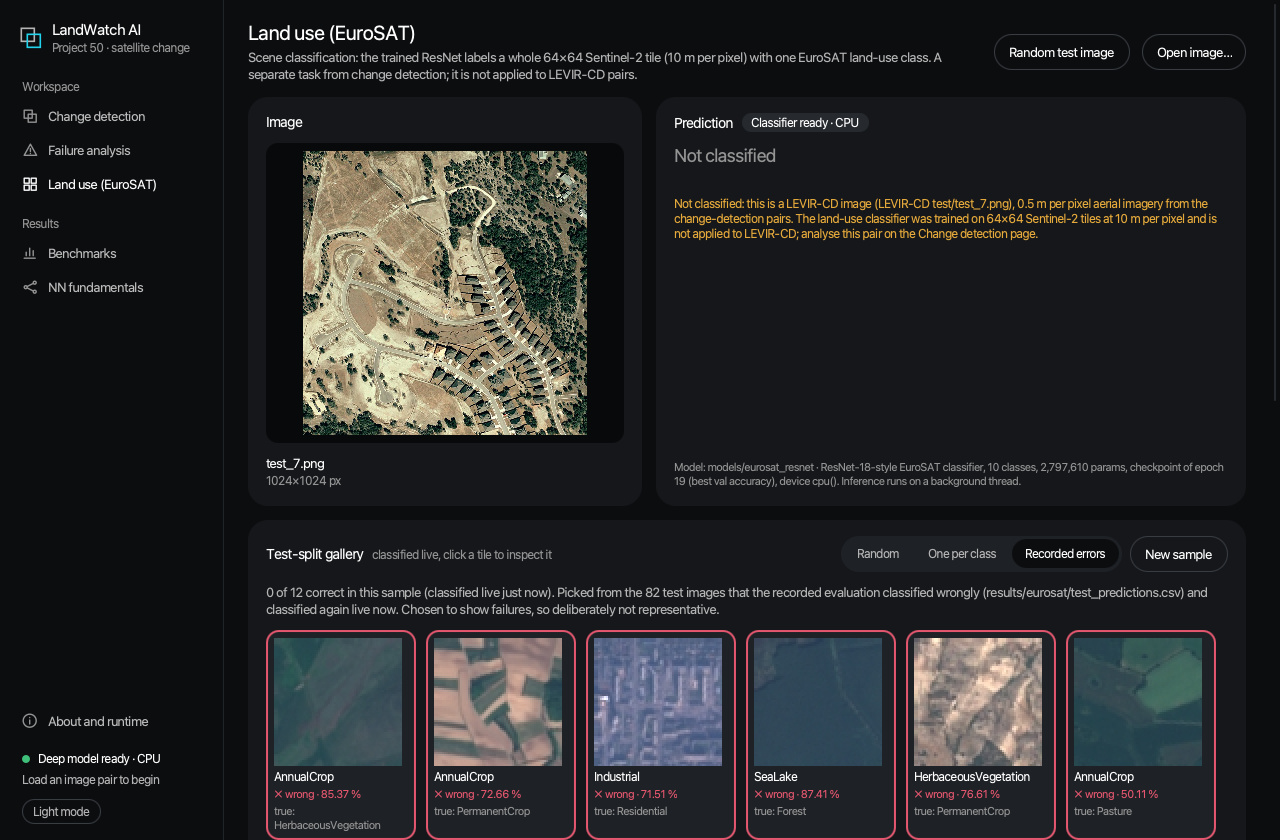 LandWatch AI
Project 50 · satellite change
Workspace
Change detection
Failure analysis
Land use (EuroSAT)
Results
Benchmarks
NN fundamentals
About and runtime
Deep model ready · CPU
Load an image pair to begin
Light mode
Land use (EuroSAT)
Scene classification: the trained ResNet labels a whole 64×64 Sentinel-2 tile (10 m per pixel) with one EuroSAT land-use class. A
separate task from change detection; it is not applied to LEVIR-CD pairs.
Random test image
Open image...
Image
test_7.png
1024×1024 px
Prediction
Classifier ready · CPU
Not classified
Not classified: this is a LEVIR-CD image (LEVIR-CD test/test_7.png), 0.5 m per pixel aerial imagery from the
change-detection pairs. The land-use classifier was trained on 64×64 Sentinel-2 tiles at 10 m per pixel and is
not applied to LEVIR-CD; analyse this pair on the Change detection page.
Model: models/eurosat_resnet · ResNet-18-style EuroSAT classifier, 10 classes, 2,797,610 params, checkpoint of epoch
19 (best val accuracy), device cpu(). Inference runs on a background thread.
Test-split gallery
classified live, click a tile to inspect it
Random
One per class
Recorded errors
New sample
0 of 12 correct in this sample (classified live just now). Picked from the 82 test images that the recorded evaluation classified wrongly (results/eurosat/test_predictions.csv) and
classified again live now. Chosen to show failures, so deliberately not representative.
AnnualCrop
✕ wrong · 85.37 %
true:
HerbaceousVegetation
AnnualCrop
✕ wrong · 72.66 %
true: PermanentCrop
Industrial
✕ wrong · 71.51 %
true: Residential
SeaLake
✕ wrong · 87.41 %
true: Forest
HerbaceousVegetation
✕ wrong · 76.61 %
true: PermanentCrop
AnnualCrop
✕ wrong · 50.11 %
true: Pasture